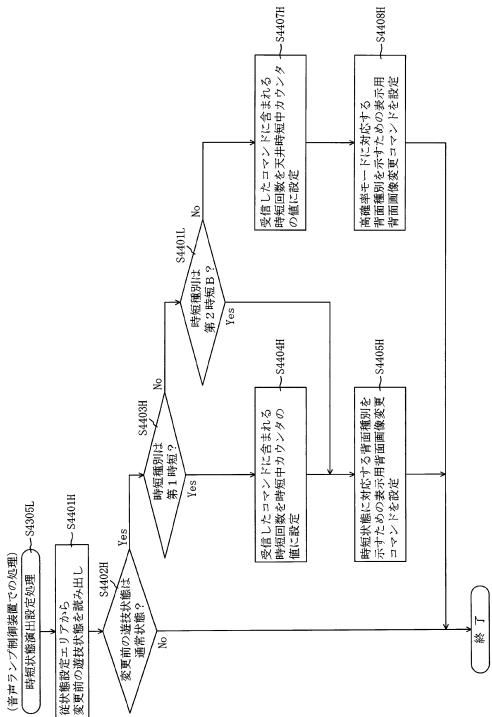 (音声ランプ制御装置での処理)
時短状態演出設定処理
S4305L
従状態設定エリアから
変更前の遊技状態を読み出し
S4401H
変更前の遊技状態は
通常状態?
S4402H
Yes
No
時短種別は
第1時短?
S4403H
No
Yes
時短種別は
第2時短B?
S4401L
No
Yes
受信したコマンドに含まれる
時短回数を時短中カウンタの
値に設定
S4404H
時短状態に対応する背面種別を
示すための表示用背面画像変更
コマンドを設定
S4405H
受信したコマンドに含まれる
時短回数を天井時短中カウンタ
の値に設定
S4407H
高確率モードに対応する
背面種別を示すための表示用
背面画像変更コマンドを設定
S4408H
終了